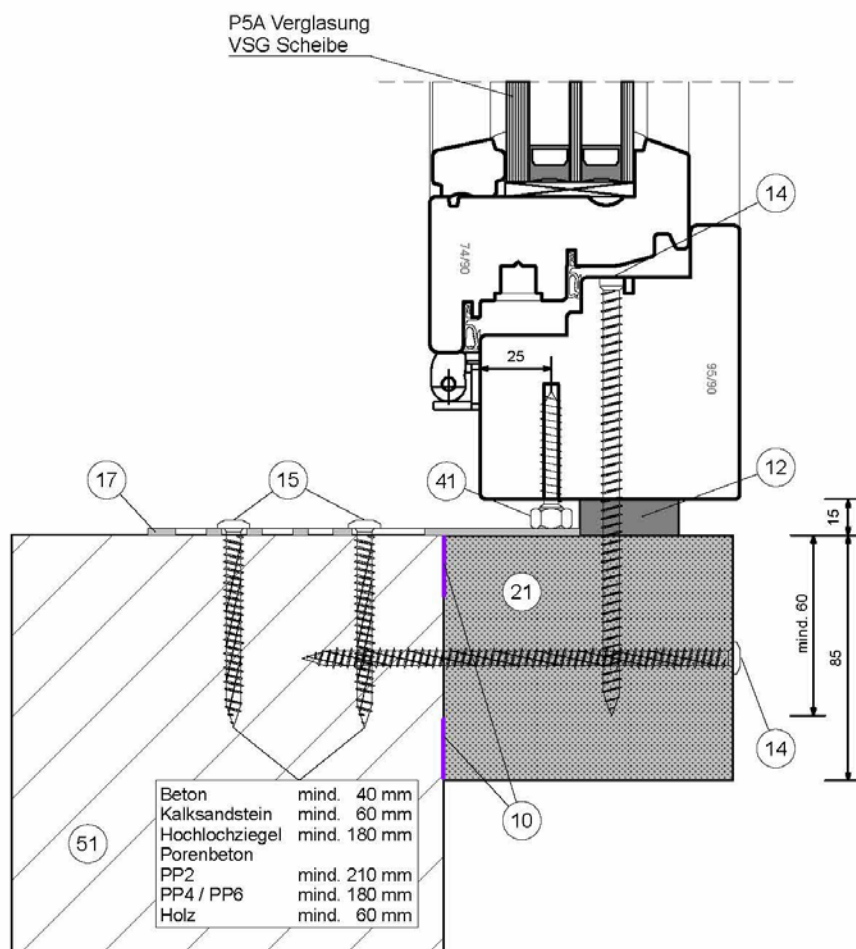 P5A Verglasung
VSG Scheibe
14
74/90
25
95/90
17
15
41
12
15
21
mind. 60
85
14
10
51
Beton mind. 40 mm
Kalksandstein mind. 60 mm
Hochlochziegel mind. 180 mm
Porenbeton
PP2 mind. 210 mm
PP4 / PP6 mind. 180 mm
Holz mind. 60 mm